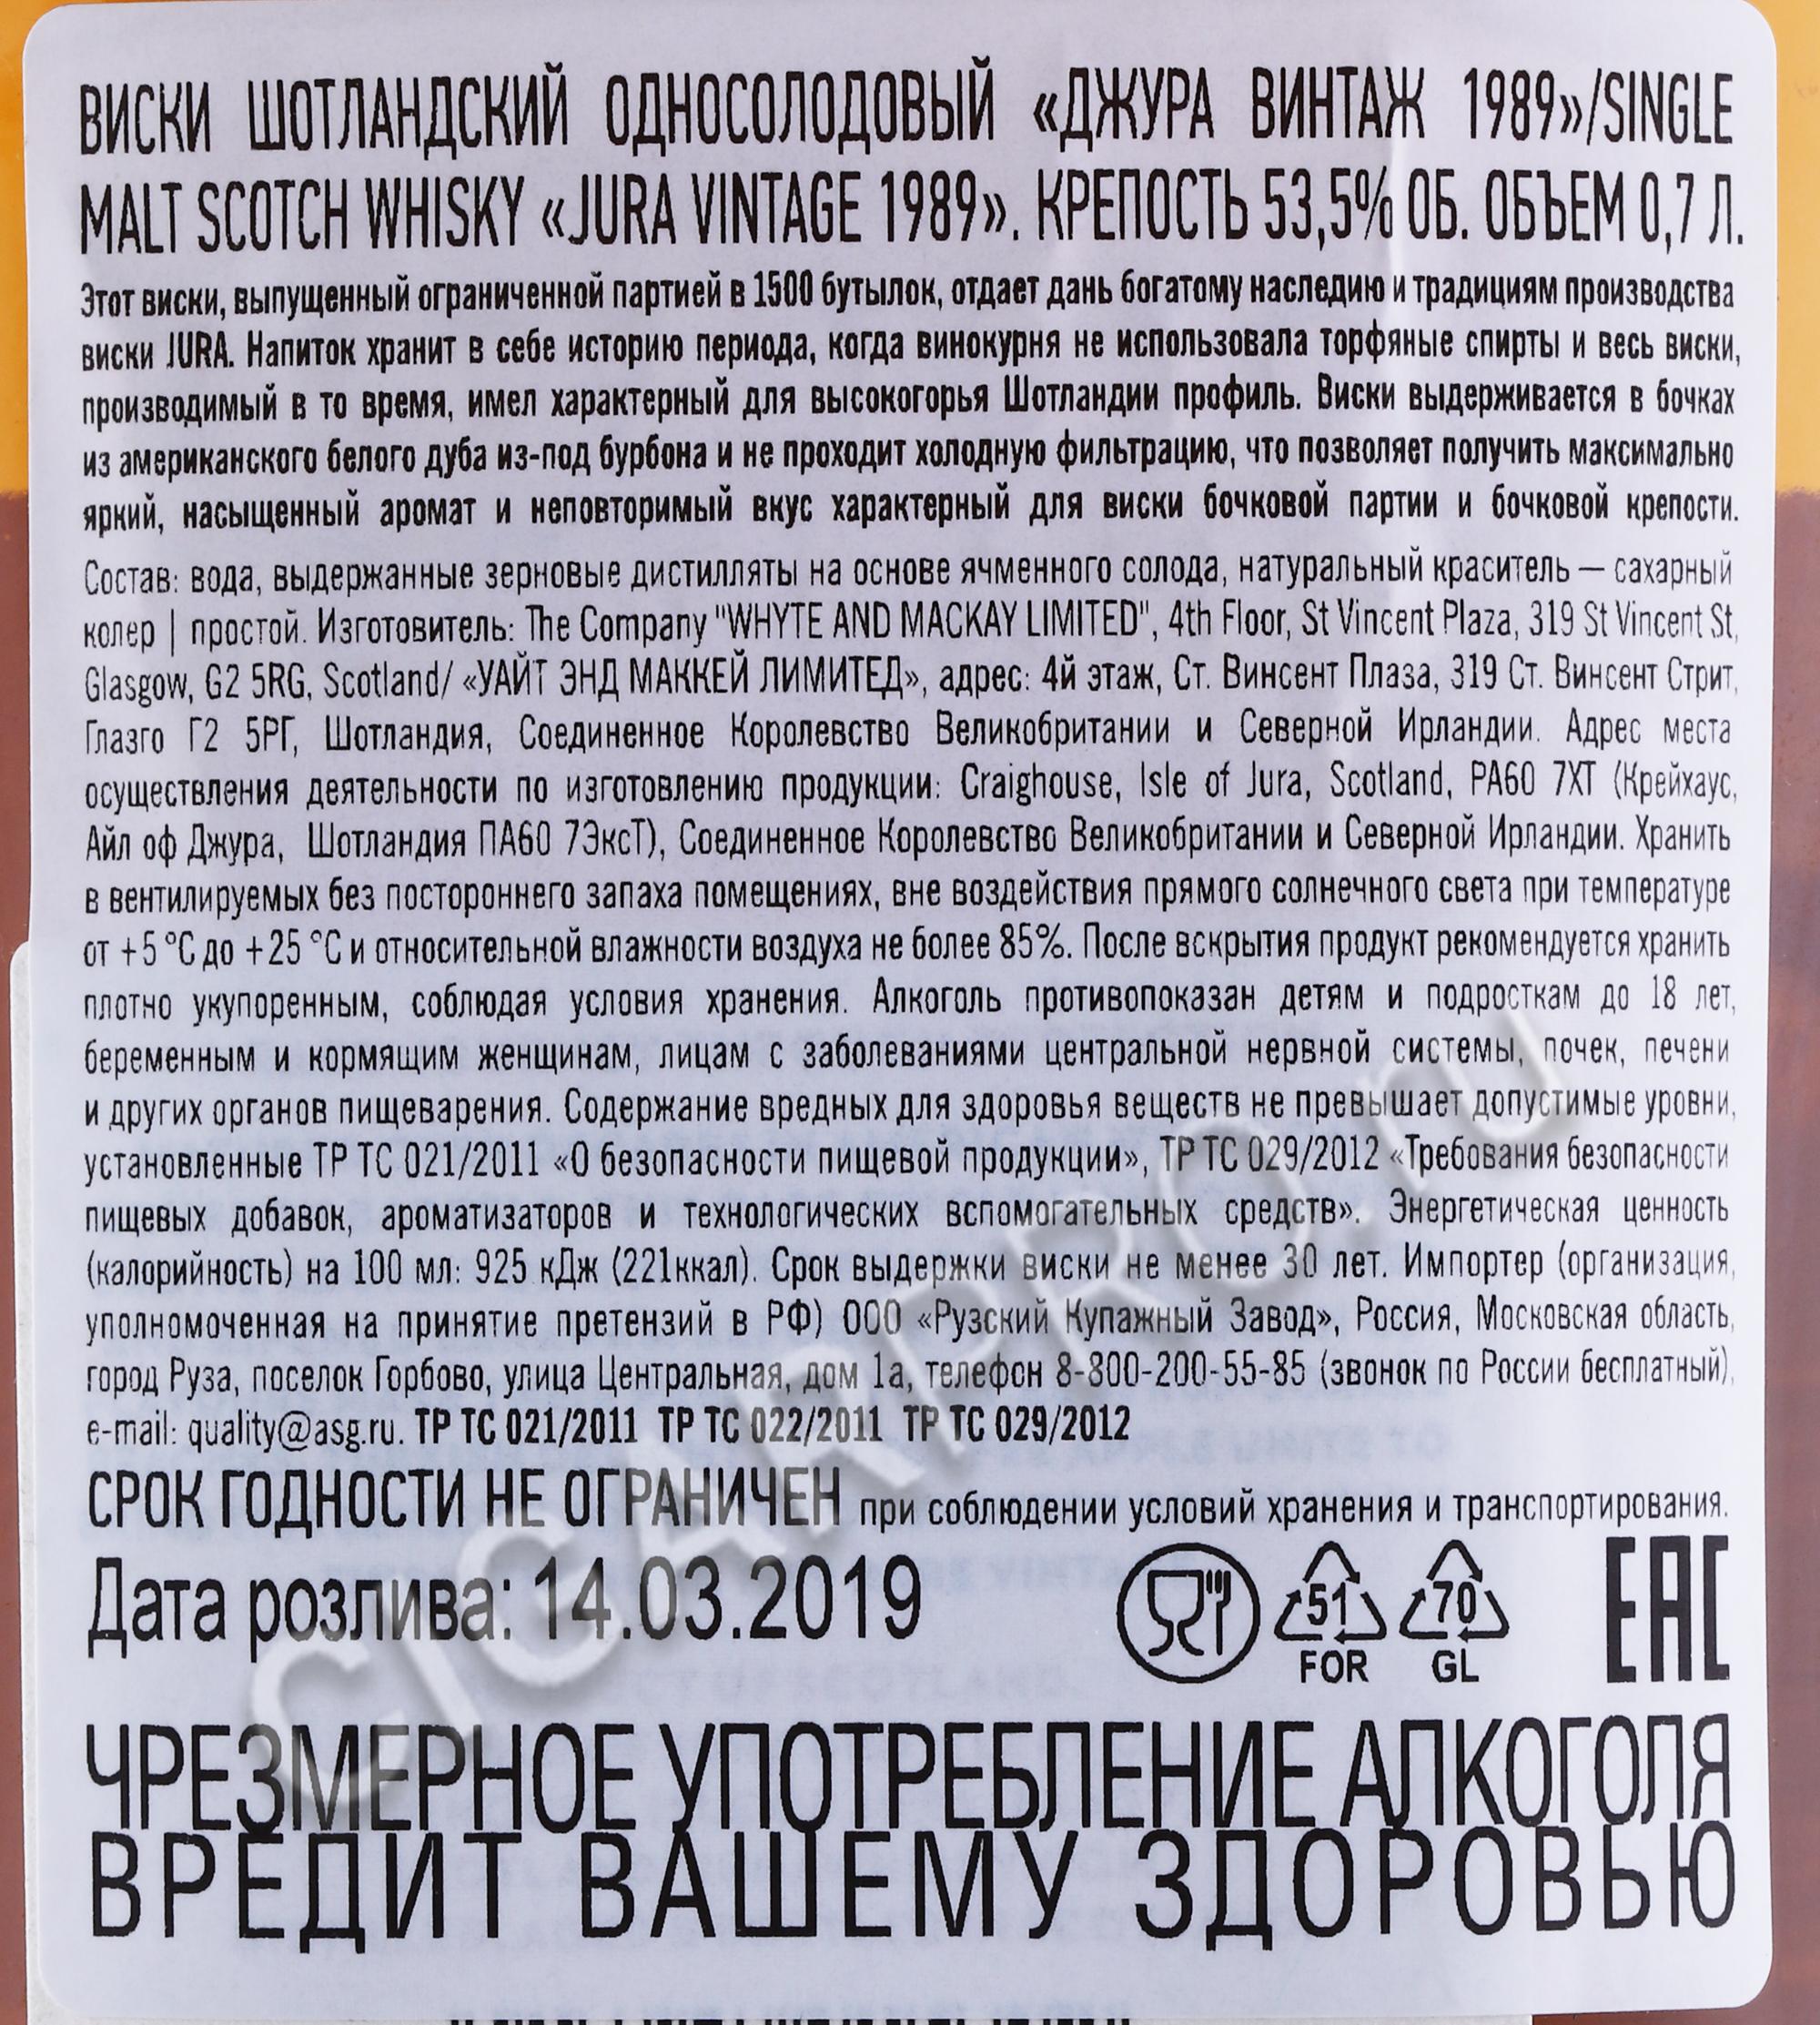 ВИСКИ ШОТЛАНДСКИЙ ОДНОСОЛОДОВЫЙ «ДЖУРА ВИНТАЖ 1989»/SINGLE
MALT SCOTCH WHISKY «JURA VINTAGE 1989». КРЕПОСТЬ 53,5% ОБ. ОБЪЕМ 0,7 Л.
Этот виски, выпущенный ограниченной партией в 1500 бутылок, отдает дань богатому наследию и традициям производства
виски JURA. Напиток хранит в себе историю периода, когда винокурня не использовала торфяные спирты и весь виски,
производимый в то время, имел характерный для высокогорья Шотландии профиль. Виски выдерживается в бочках
из американского белого дуба из-под бурбона и не проходит холодную фильтрацию, что позволяет получить максимально
яркий, насыщенный аромат и неповторимый вкус характерный для виски бочковой партии и бочковой крепости.
Состав: вода, выдержанные зерновые дистилляты на основе ячменного солода, натуральный краситель — сахарный
колер | простой. Изготовитель: The Company "WHYTE AND MACKAY LIMITED", 4th Floor, St Vincent Plaza, 319 St Vincent St,
Glasgow, G2 5RG, Scotland/ «УАЙТ ЭНД МАККЕЙ ЛИМИТЕД», адрес: 4й этаж, Ст. Винсент Плаза, 319 Ст. Винсент Стрит,
Глазго Г2 5РГ, Шотландия, Соединенное Королевство Великобритании и Северной Ирландии. Адрес места
осуществления деятельности по изготовлению продукции: Craighouse, Isle of Jura, Scotland, PA60 7XT (Крейхаус,
Айл оф Джура, Шотландия ПА60 7ЭксТ), Соединенное Королевство Великобритании и Северной Ирландии. Хранить
в вентилируемых без постороннего запаха помещениях, вне воздействия прямого солнечного света при температуре
от +5 °С до +25 °С и относительной влажности воздуха не более 85%. После вскрытия продукт рекомендуется хранить
плотно укупоренным, соблюдая условия хранения. Алкоголь противопоказан детям и подросткам до 18 лет,
беременным и кормящим женщинам, лицам с заболеваниями центральной нервной системы, почек, печени
и других органов пищеварения. Содержание вредных для здоровья веществ не превышает допустимые уровни,
установленные ТР ТС 021/2011 «О безопасности пищевой продукции», ТР ТС 029/2012 «Требования безопасности
пищевых добавок, ароматизаторов и технологических вспомогательных средств». Энергетическая ценность
(калорийность) на 100 мл: 925 кДж (221ккал). Срок выдержки виски не менее 30 лет. Импортер (организация,
уполномоченная на принятие претензий в РФ) ООО «Рузский Купажный Завод», Россия, Московская область,
город Руза, поселок Горбово, улица Центральная, дом 1а, телефон 8-800-200-55-85 (звонок по России бесплатный),
e-mail: quality@asg.ru. ТР ТС 021/2011 ТР ТС 022/2011 ТР ТС 029/2012
СРОК ГОДНОСТИ НЕ ОГРАНИЧЕН при соблюдении условий хранения и транспортирования.
Дата розлива: 14.03.2019
51 70 EAC
FOR GL
ЧРЕЗМЕРНОЕ УПОТРЕБЛЕНИЕ АЛКОГОЛЯ
ВРЕДИТ ВАШЕМУ ЗДОРОВЬЮ
CIGARPRO.ru